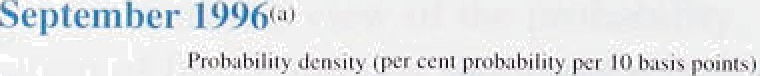 September 1996(a)
Probability density (per cent probability per 10 basis points)